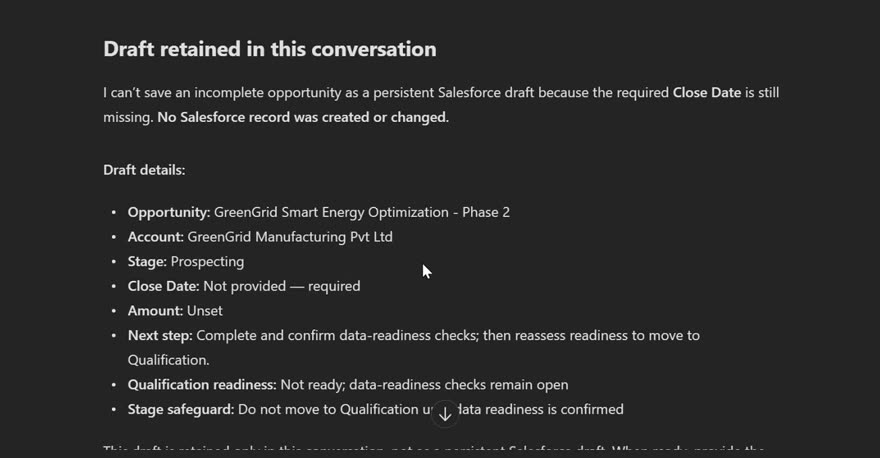 Draft retained in this conversation
I can't save an incomplete opportunity as a persistent Salesforce draft because the required Close Date is still
missing. No Salesforce record was created or changed.
Draft details:
• Opportunity: GreenGrid Smart Energy Optimization - Phase 2
• Account: GreenGrid Manufacturing Pvt Ltd
• Stage: Prospecting
• Close Date: Not provided — required
• Amount: Unset
• Next step: Complete and confirm data-readiness checks; then reassess readiness to move to
Qualification.
• Qualification readiness: Not ready; data-readiness checks remain open
• Stage safeguard: Do not move to Qualification data readiness is confirmed
This draft is retained only in this conversation, not as a persistent Salesforce draft. When ready, provide the